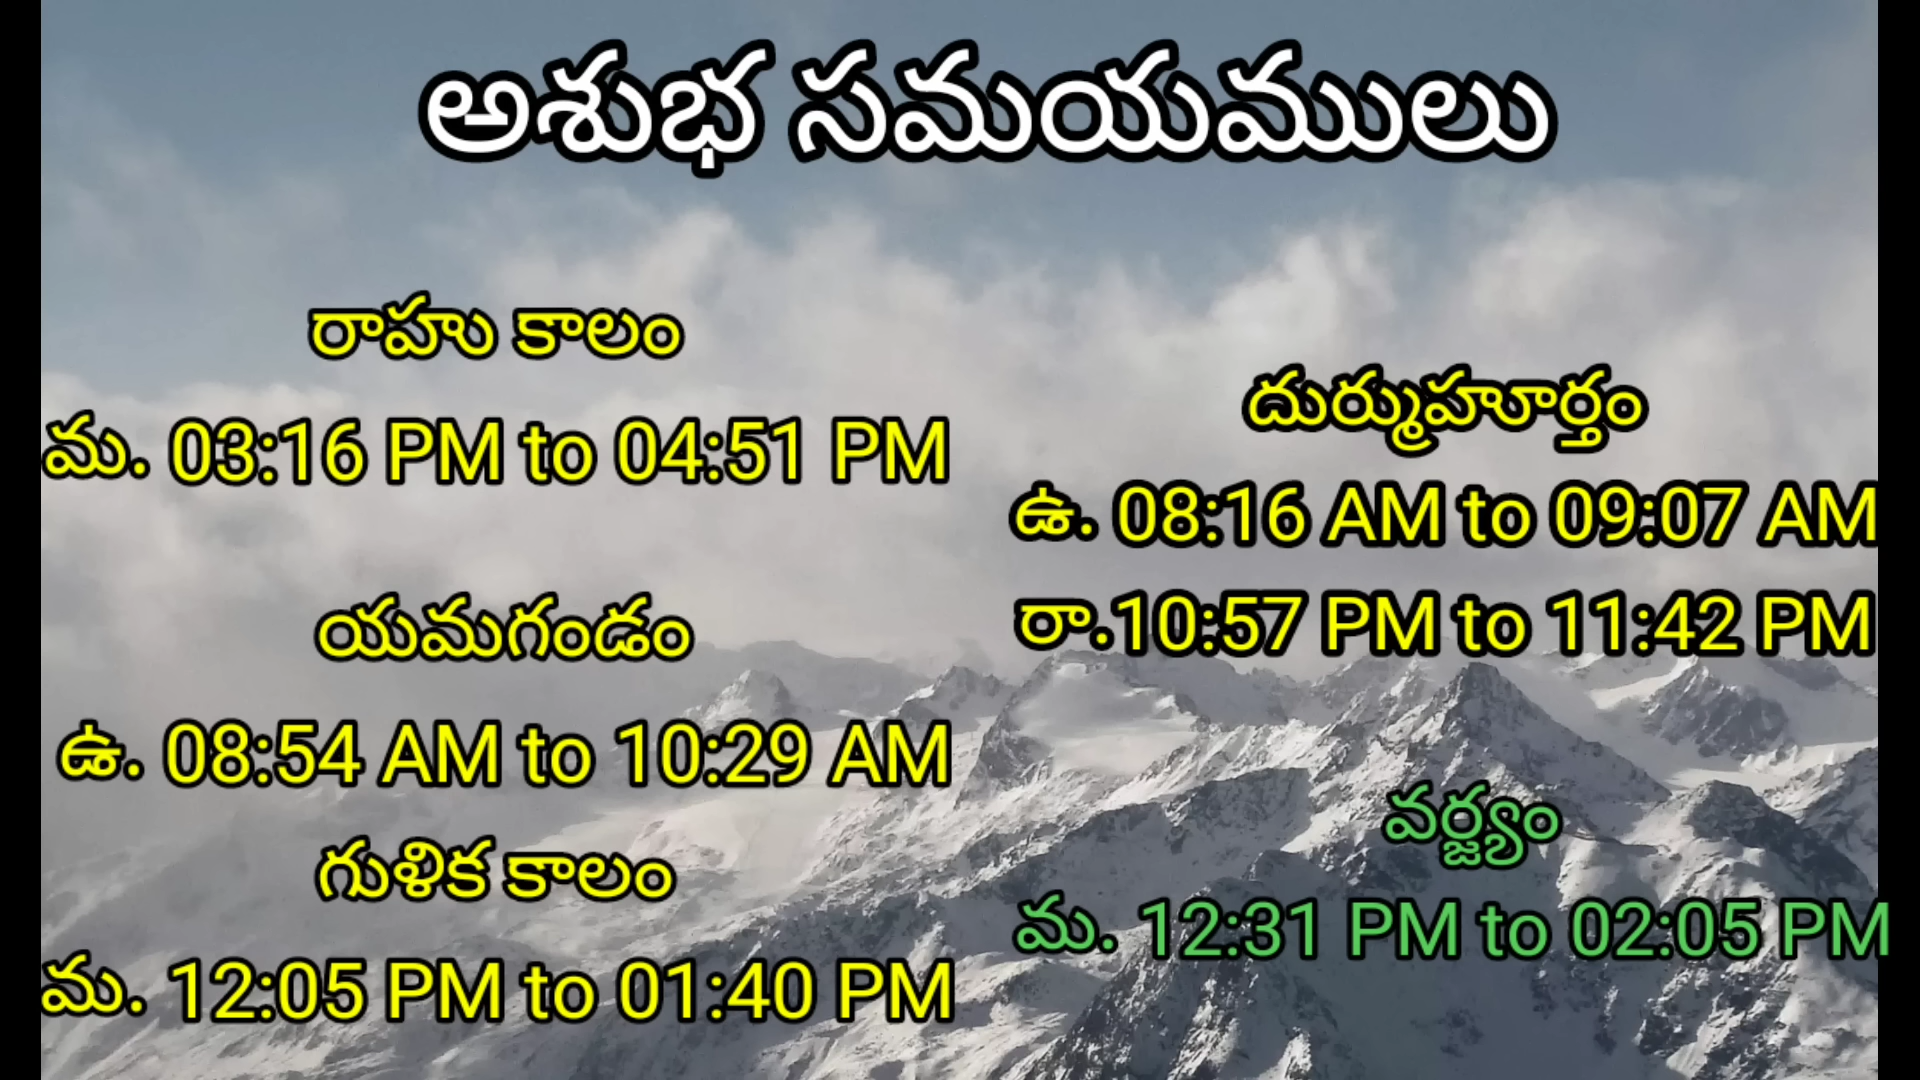 అశుభ సమయములు
రాహు కాలం
మ. 03:16 PM to 04:51 PM
యమగండం
ఉ. 08:54 AM to 10:29 AM
గుళిక కాలం
మ. 12:05 PM to 01:40 PM
దుర్ముహూర్తం
ఉ. 08:16 AM to 09:07 AM
రా.10:57 PM to 11:42 PM
వర్జ్యం
మ. 12:31 PM to 02:05 PM